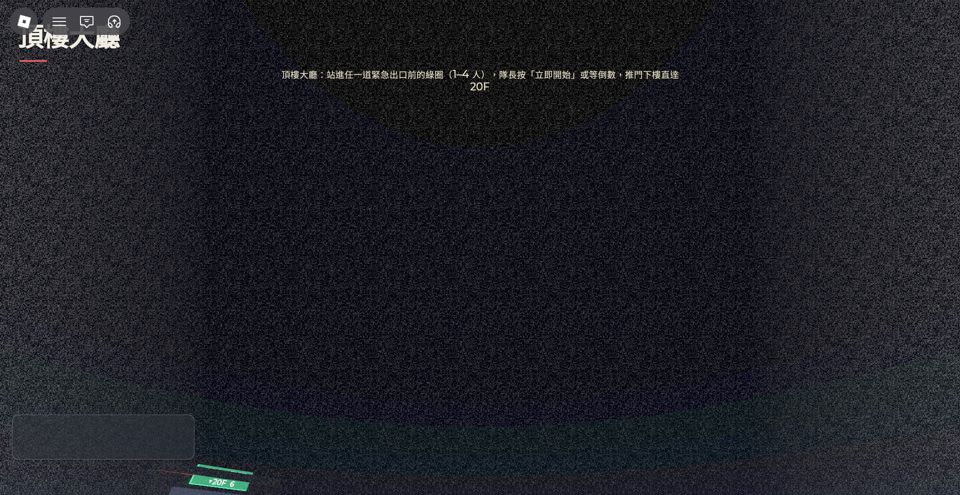 頂樓大廳
頂樓大廳：站進任一道緊急出口前的綠圈（1–4 人），隊長按「立即開始」或等倒數，推門下樓直達
20F
▾20F 6